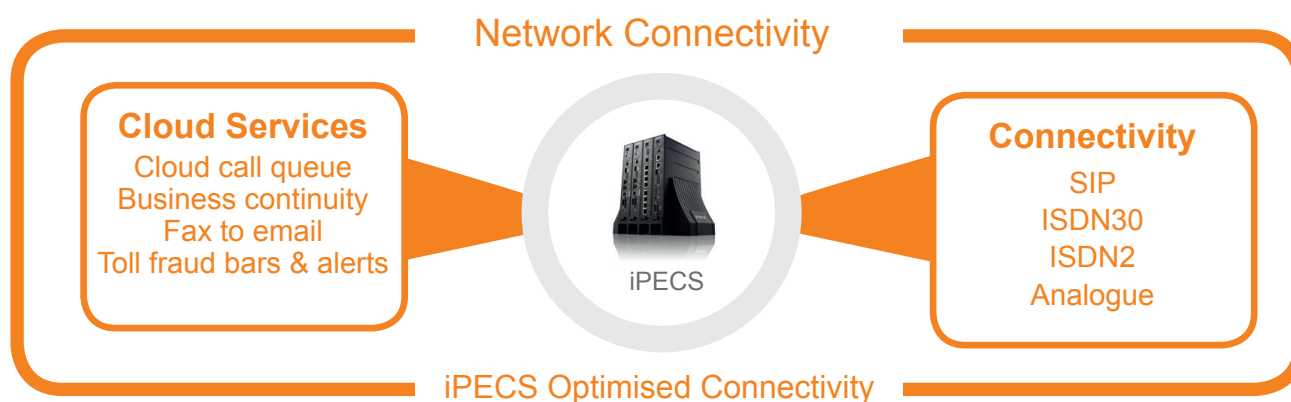 Network Connectivity
Cloud Services
Cloud call queue
Business continuity
Fax to email
Toll fraud bars & alerts
iPECS
Connectivity
SIP
ISDN30
ISDN2
Analogue
iPECS Optimised Connectivity